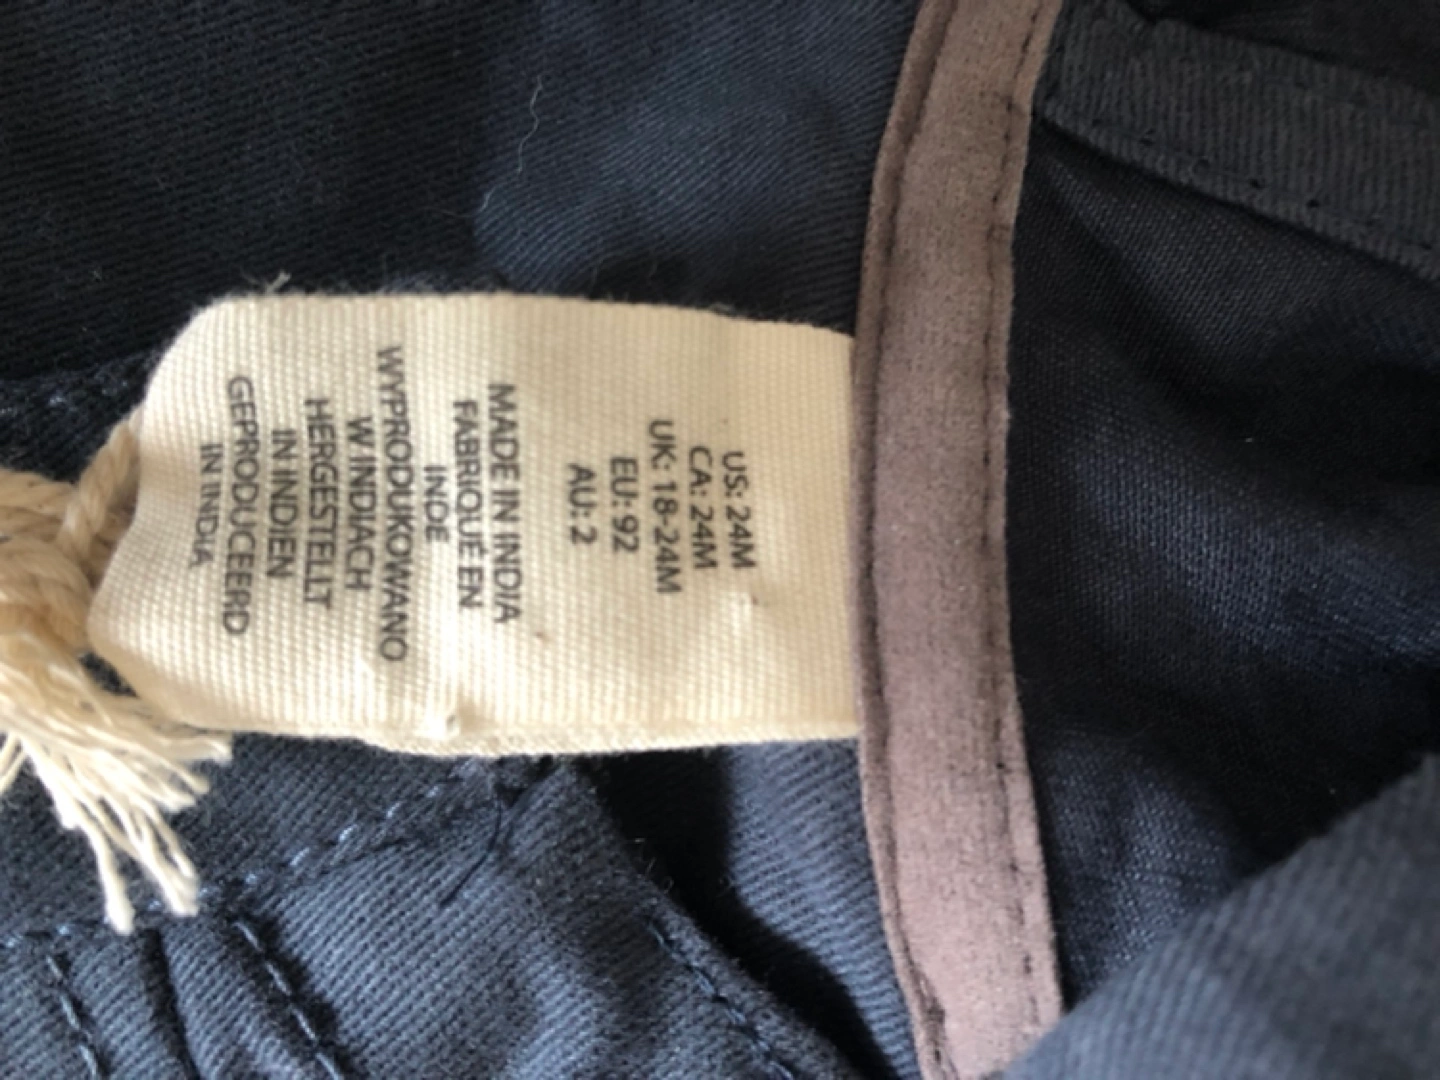 US: 24M
CA: 24M
UK: 18-24M
EU: 92
AU: 2
MADE IN INDIA
FABRIQUÉ EN
INDE
WYPRODUKOWANO
W INDIACH
HERGESTELLT
IN INDIEN
GEPRODUCEERD
IN INDIA